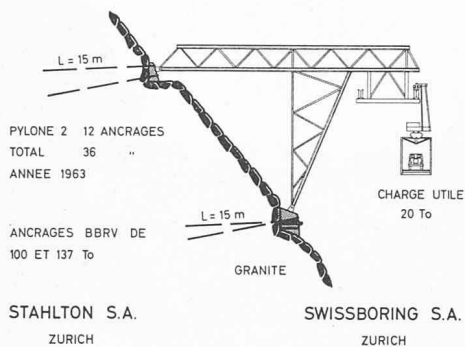 L = 15 m
PYLONE 2 12 ANCRAGES
TOTAL 36 "
ANNEE 1963
CHARGE UTILE
20 To
L = 15 m
ANCRAGES BBRV DE
100 ET 137 To
GRANITE
STAHLTON S.A.
ZURICH
SWISSBORING S.A.
ZURICH